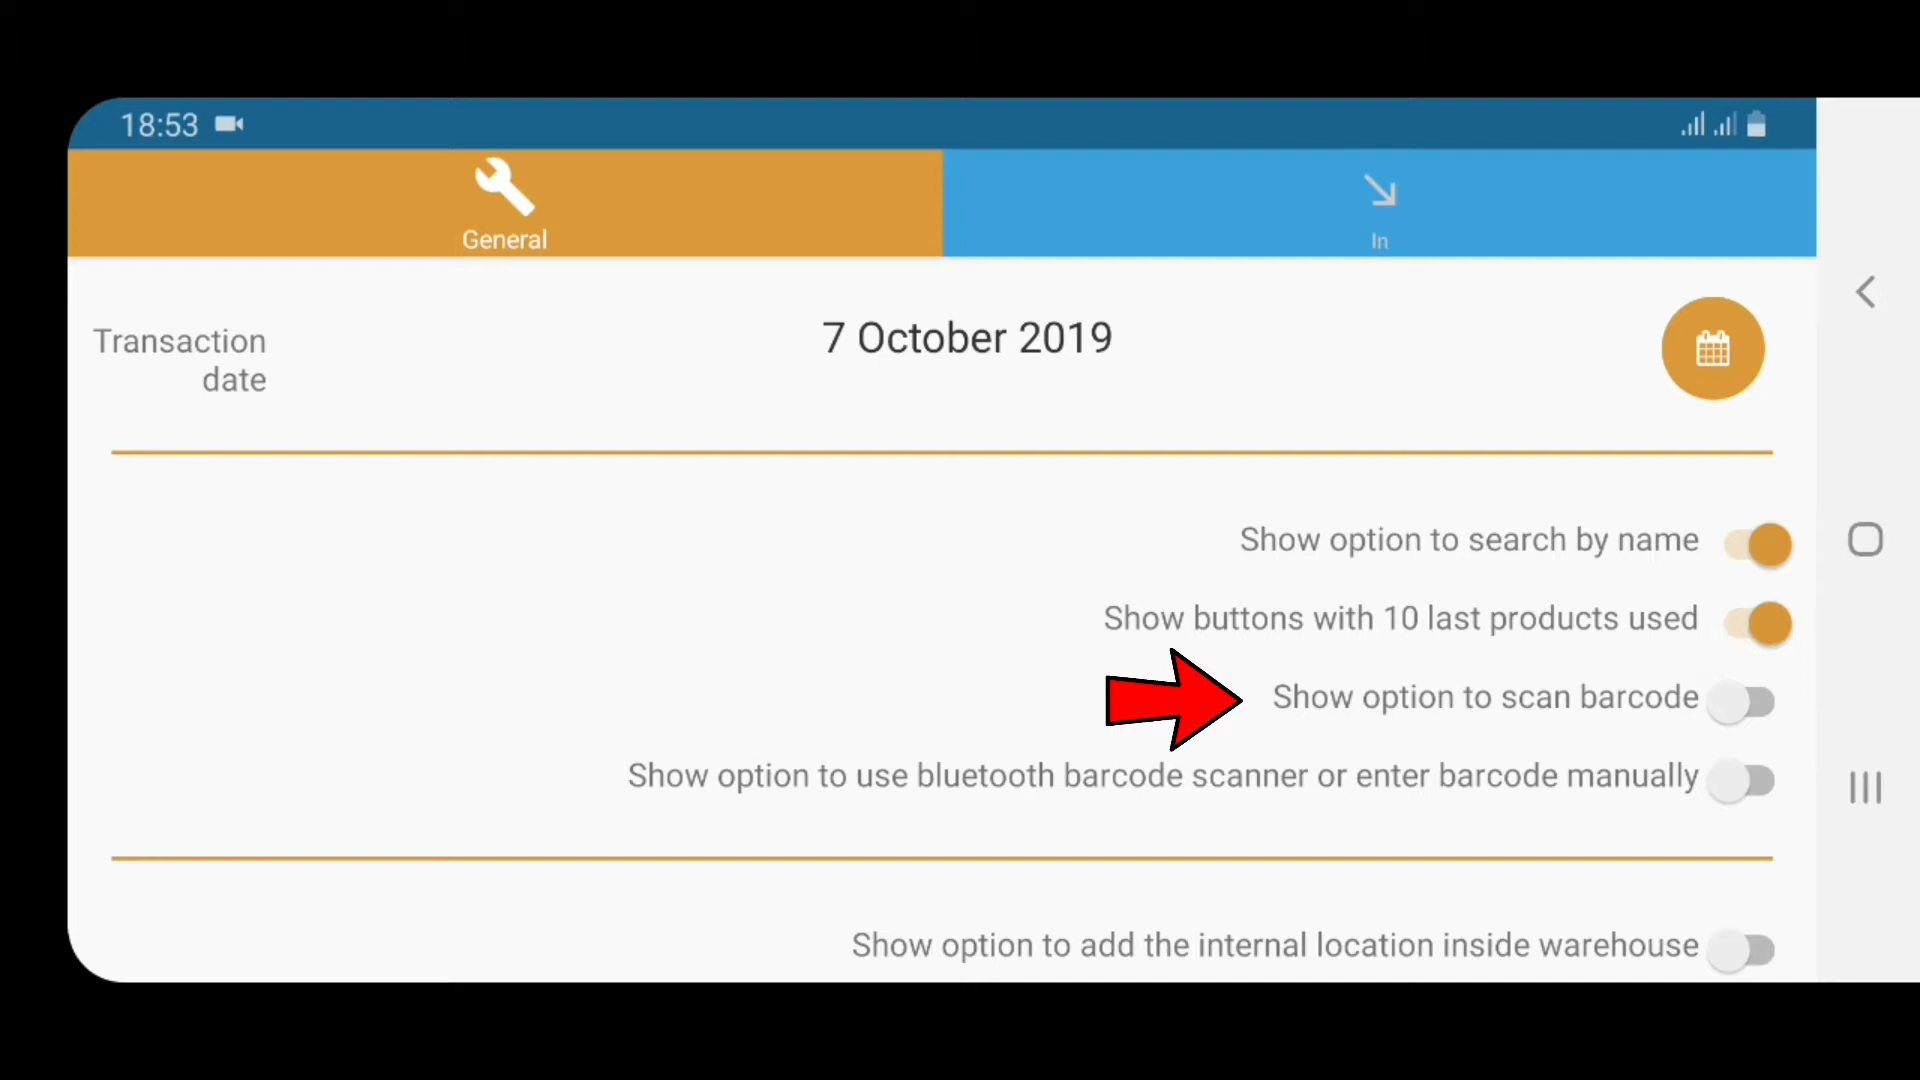 18:53
General
In
Transaction
date
7 October 2019
Show option to search by name
Show buttons with 10 last products used
Show option to scan barcode
Show option to use bluetooth barcode scanner or enter barcode manually
Show option to add the internal location inside warehouse